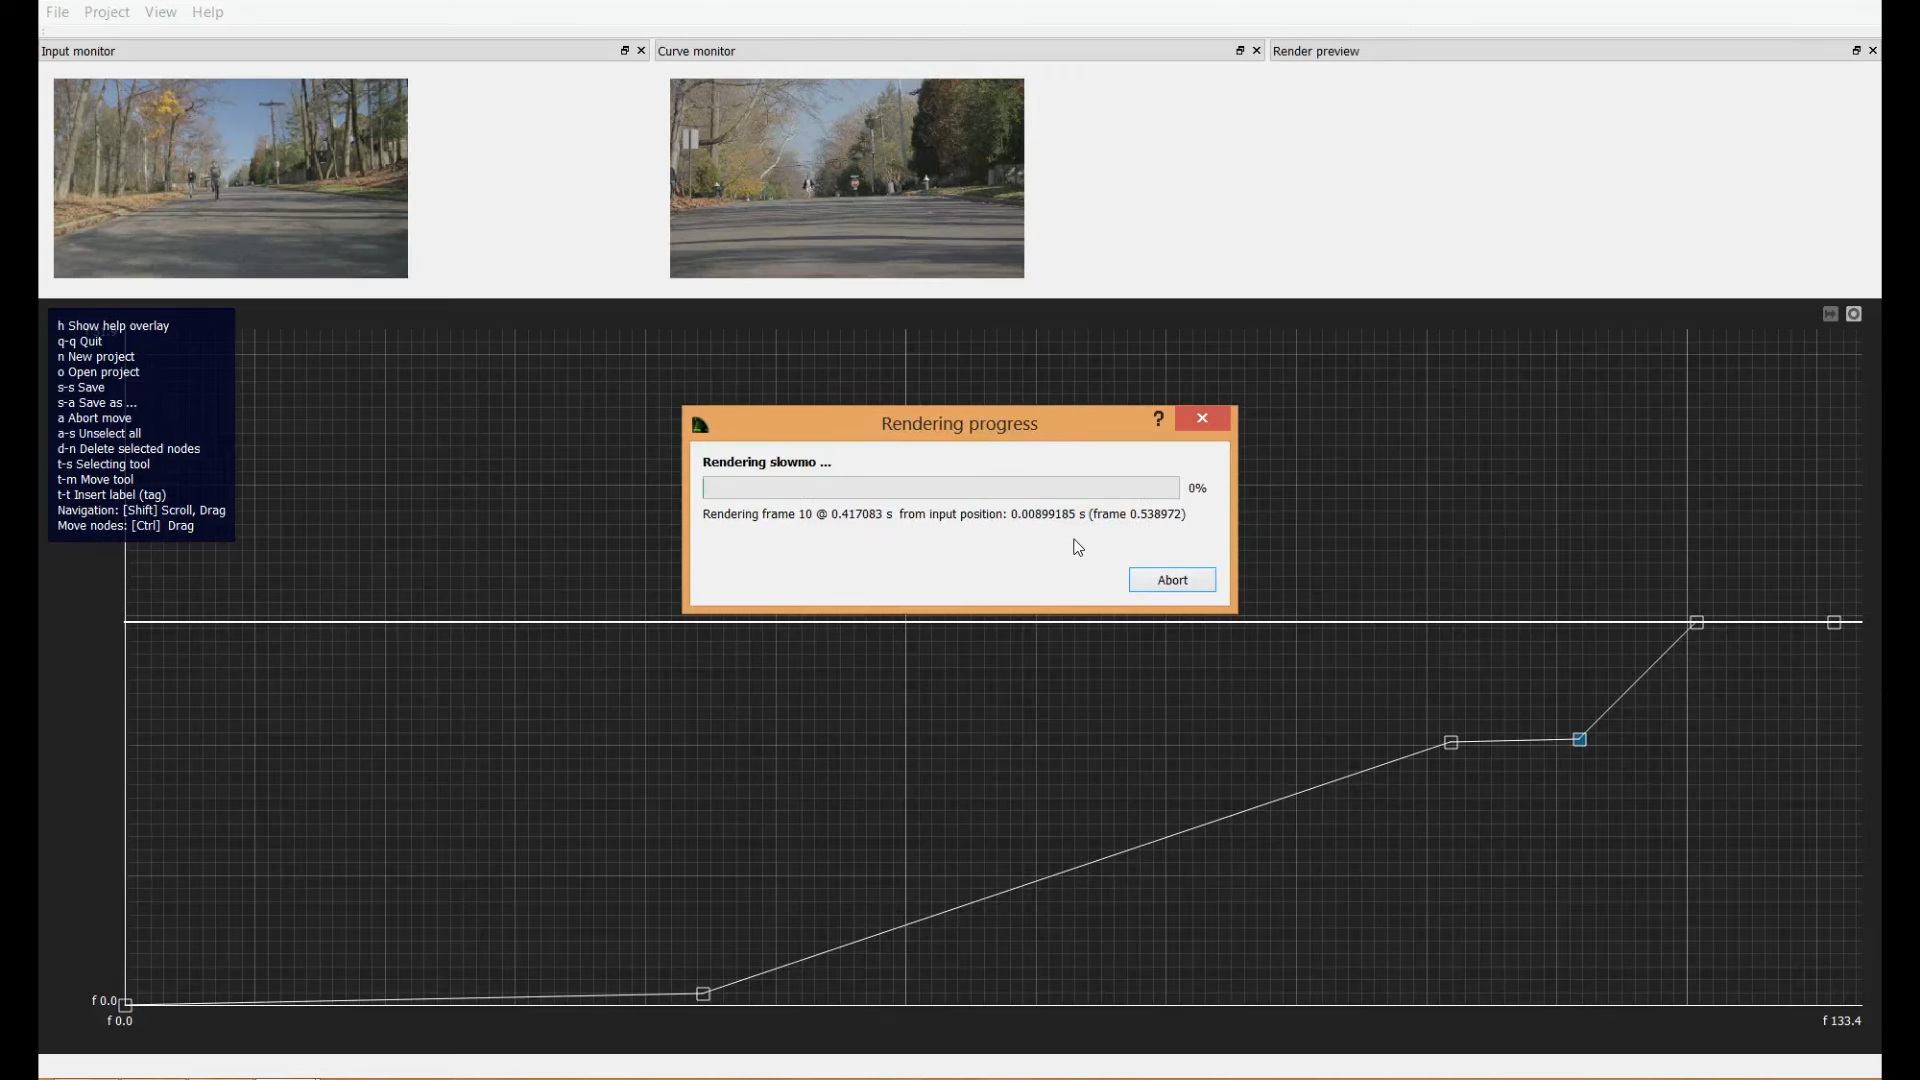 File Project View Help
Input monitor
Curve monitor
Render preview
h Show help overlay
q-q Quit
n New project
o Open project
s-s Save
s-a Save as ...
a Abort move
a-s Unselect all
d-n Delete selected nodes
t-s Selecting tool
t-m Move tool
t-t Insert label (tag)
Navigation: [Shift] Scroll, Drag
Move nodes: [Ctrl] Drag
Rendering progress
Rendering slowmo ...
0%
Rendering frame 10 @ 0.417083 s from input position: 0.00899185 s (frame 0.538972)
Abort
f 0.0
f 0.0
f 133.4